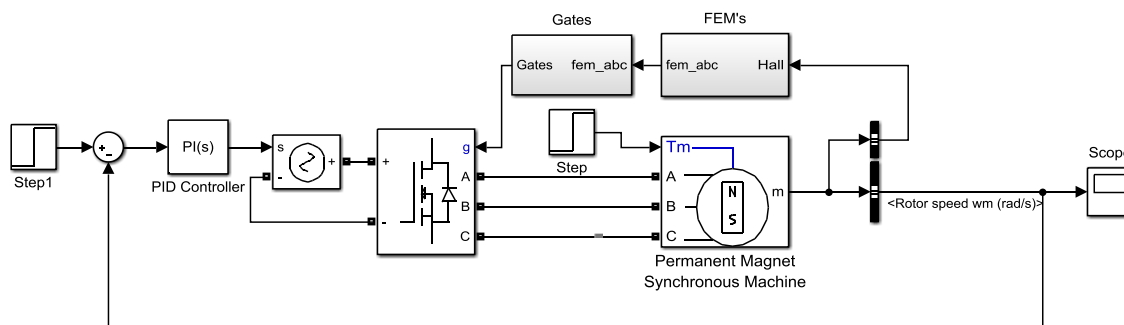 Gates
FEM's
Gates
fem_abc
fem_abc
Hall
Step1
+
-
PI(s)
PID Controller
s
+
-
+
-
g
A
B
C
Step
Tm
A
B
C
N
S
m
Permanent Magnet
Synchronous Machine
<Rotor speed wm (rad/s)>
Scope